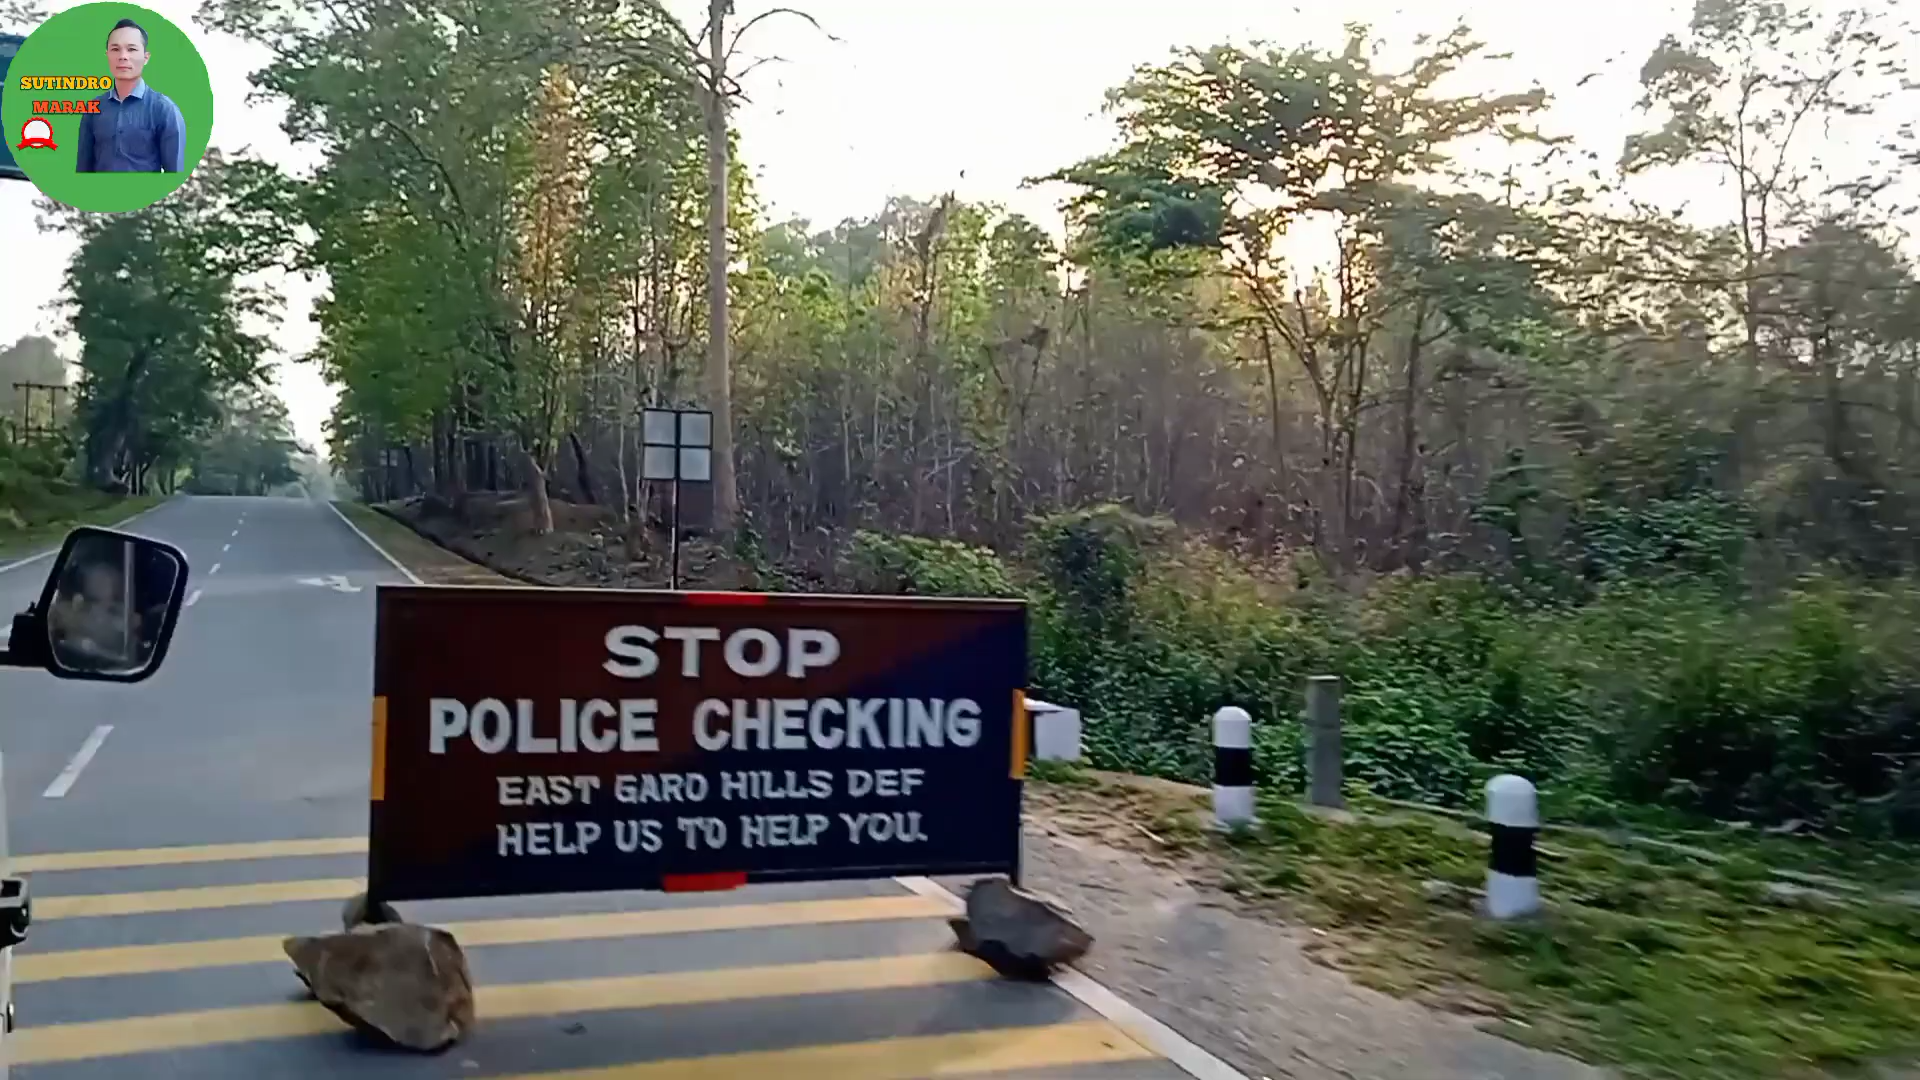 SUTINDRO
MARAK
STOP
POLICE CHECKING
EAST GARO HILLS DEF
HELP US TO HELP YOU.